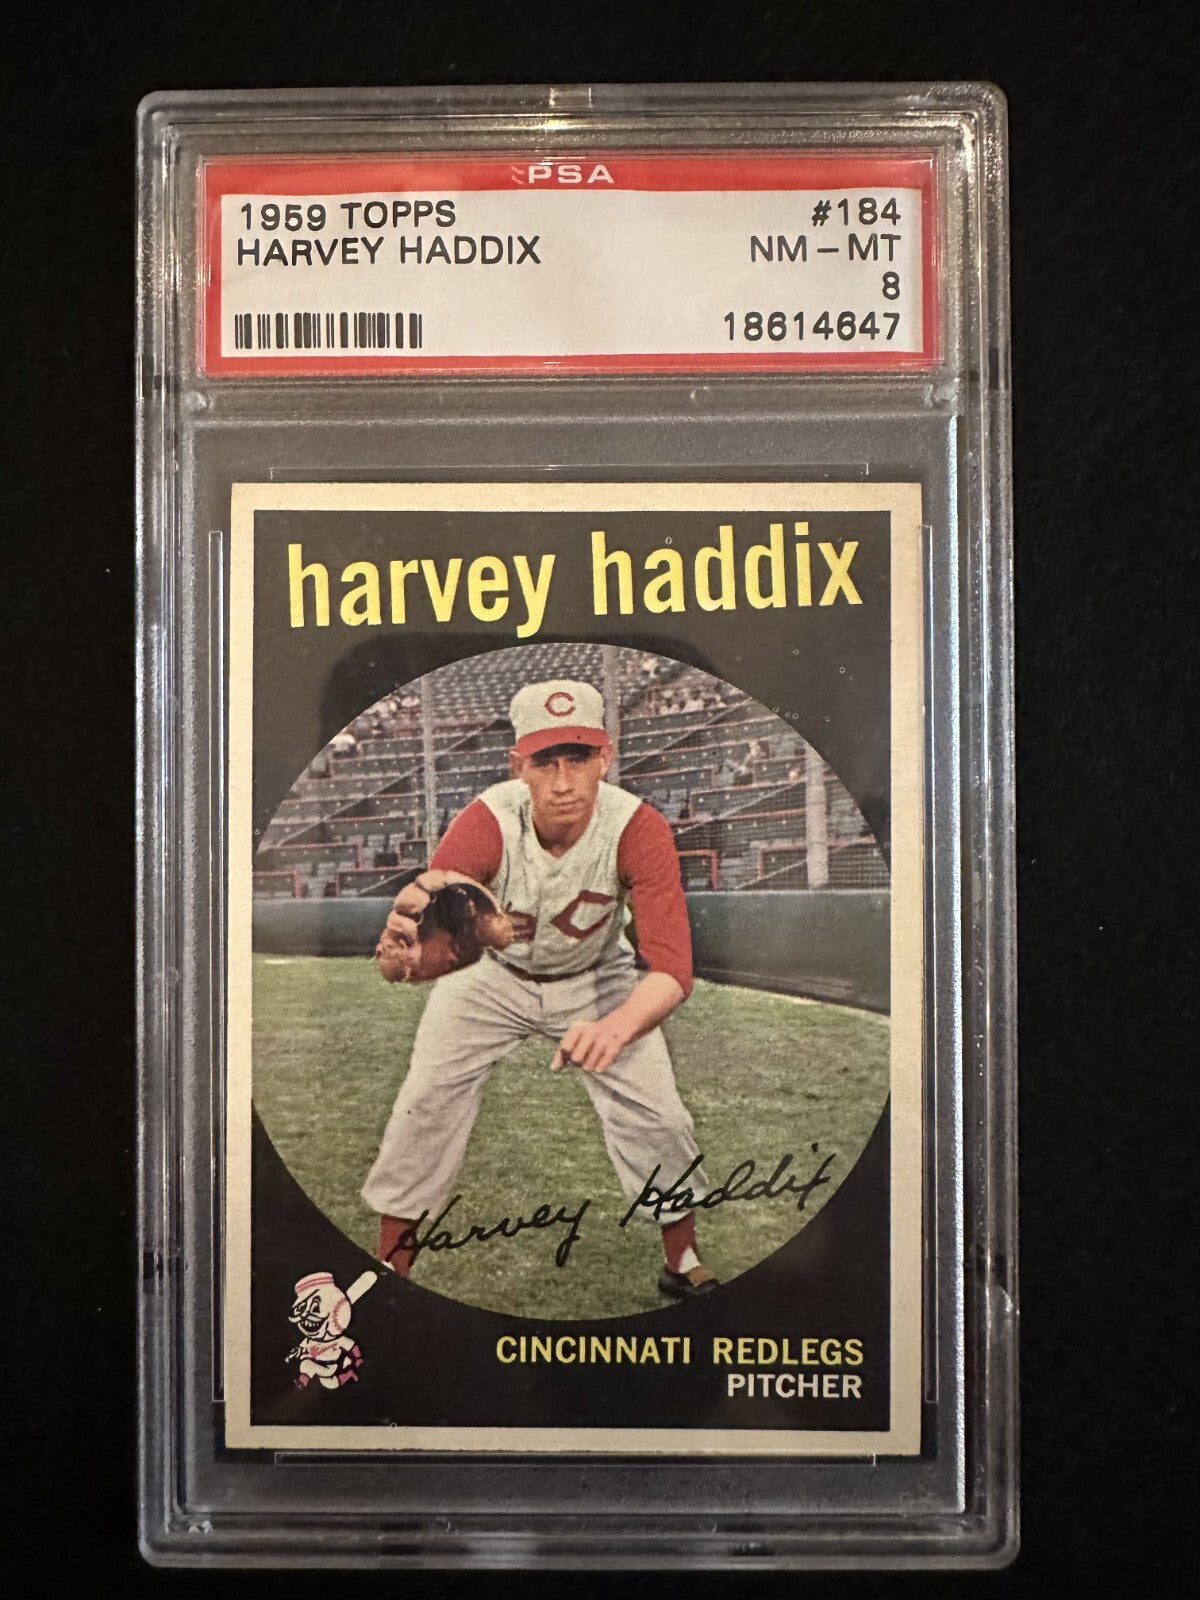 PSA
1959 TOPPS #184
HARVEY HADDIX NM - MT
8
18614647
harvey haddix
C
C
Harvey Haddix
CINCINNATI REDLEGS
PITCHER